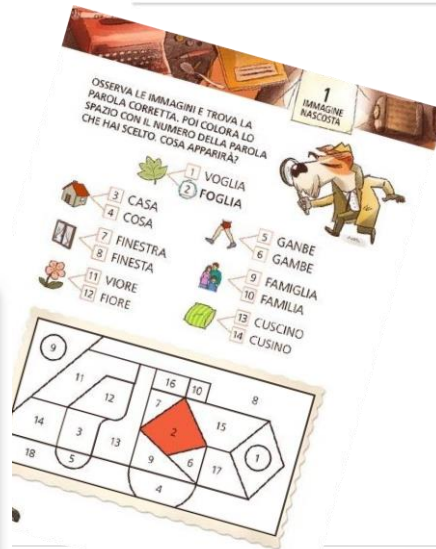 1
IMMAGINE
NASCOSTA
OSSERVA LE IMMAGINI E TROVA LA
PAROLA CORRETTA. POI COLORA LO
SPAZIO CON IL NUMERO DELLA PAROLA
CHE HAI SCELTO. COSA APPARIRÀ?
1 VOGLIA
2 FOGLIA
3 CASA
4 COSA
5 GANBE
6 GAMBE
7 FINESTRA
8 FINESTA
9 FAMIGLIA
10 FAMILIA
11 VIORE
12 FIORE
13 CUSCINO
14 CUSINO
9
11
12
16
10
8
7
14
3
13
2
15
18
5
9
6
17
1
4